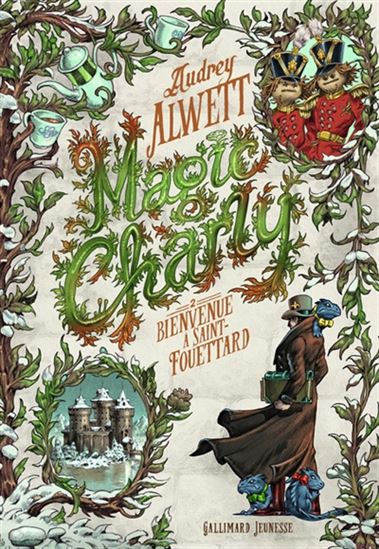 Audrey
ALWETT
Magic
Charly
2
BIENVENUE
À SAINT-
FOUETTARD
GALLIMARD JEUNESSE